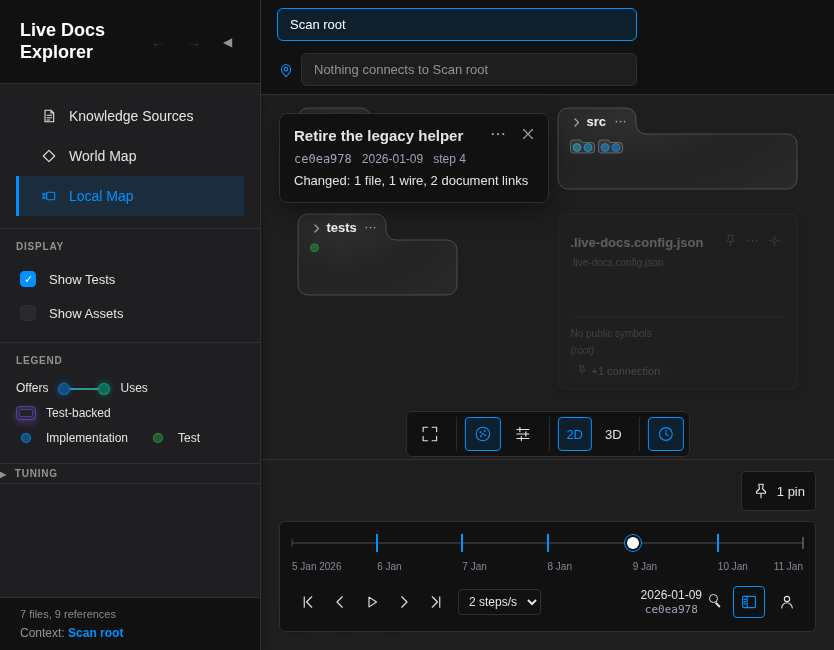 Live Docs
Explorer
Knowledge Sources
World Map
Local Map
DISPLAY
Show Tests
Show Assets
LEGEND
Offers Uses
Test-backed
Implementation Test
TUNING
7 files, 9 references
Context: Scan root
Scan root
Nothing connects to Scan root
Retire the legacy helper
ce0ea978 2026-01-09 step 4
Changed: 1 file, 1 wire, 2 document links
src
tests
.live-docs.config.json
.live-docs.config.json
No public symbols
(root)
+1 connection
2D 3D
1 pin
5 Jan 2026 6 Jan 7 Jan 8 Jan 9 Jan 10 Jan 11 Jan
2 steps/s
2026-01-09
ce0ea978